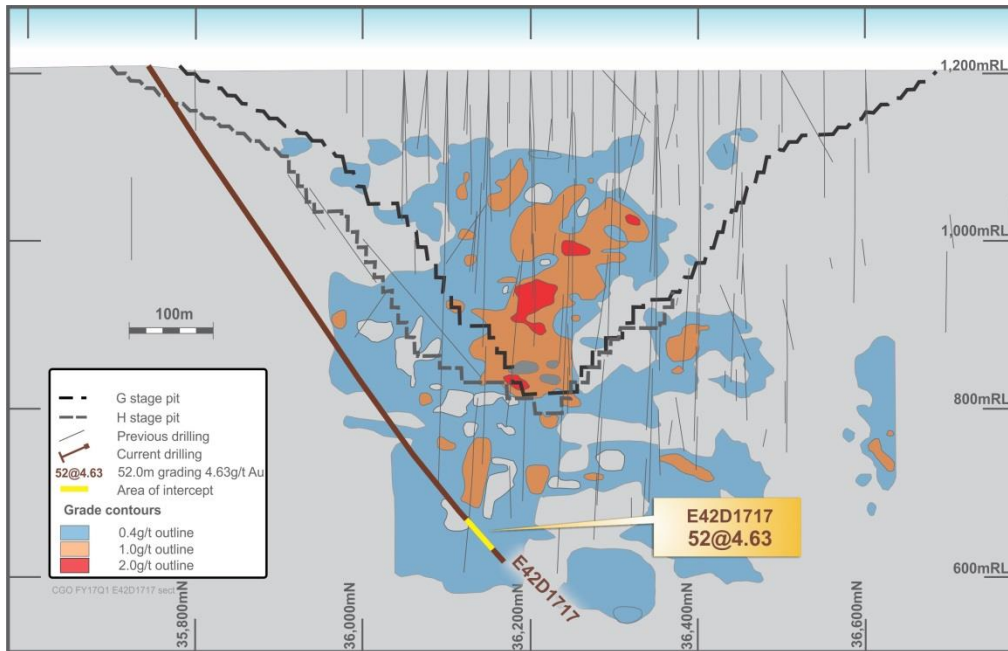 1,200mRL
1,000mRL
800mRL
600mRL
100m
G stage pit
H stage pit
Previous drilling
Current drilling
52@4.63 52.0m grading 4.63g/t Au
Area of intercept
Grade contours
0.4g/t outline
1.0g/t outline
2.0g/t outline
CGO FY17Q1 E42D1717 sect
E42D1717
52@4.63
E42D1717
35,800mN
36,000mN
36,200mN
36,400mN
36,600mN